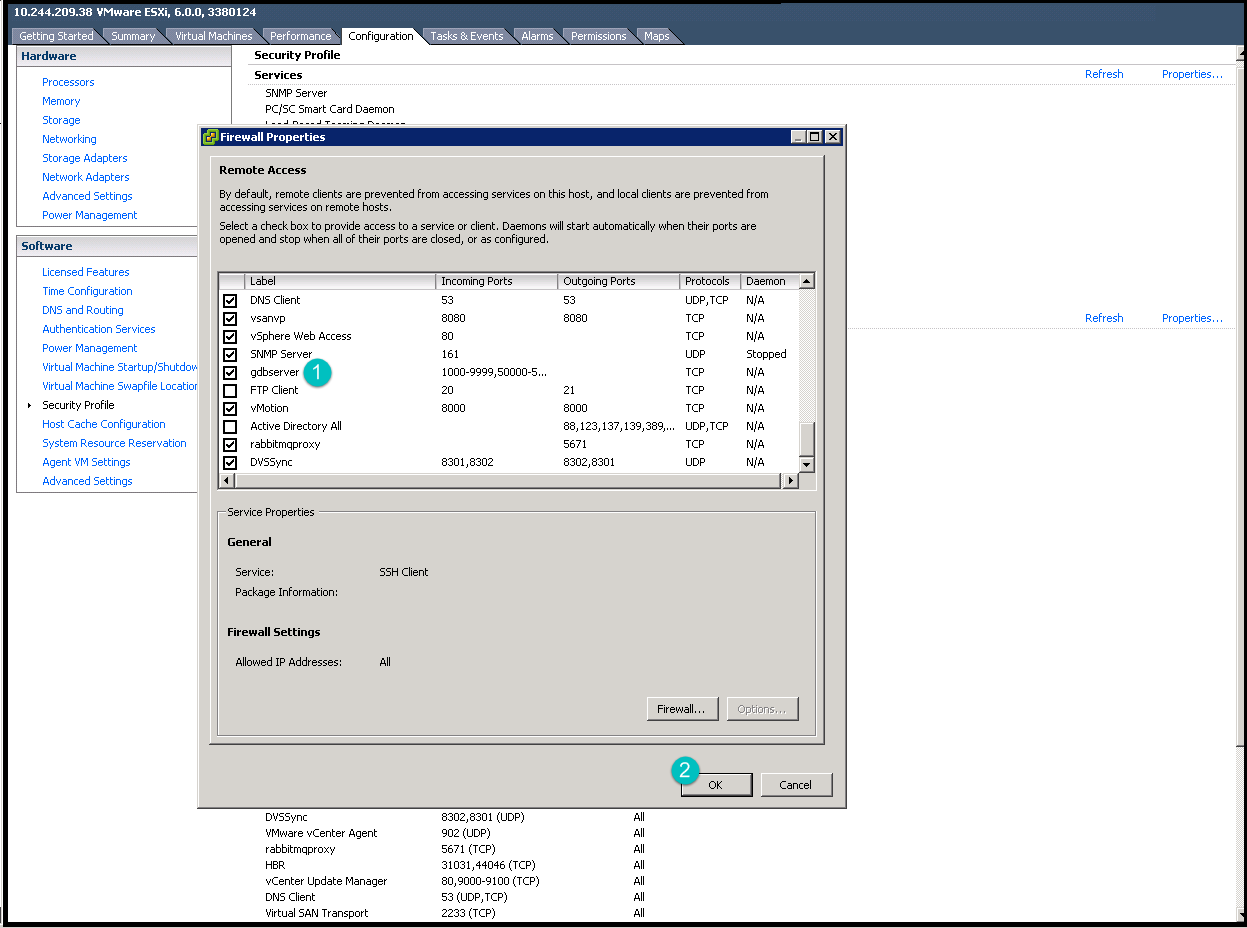 10.244.209.38 VMware ESXi, 6.0.0, 3380124
Getting Started Summary Virtual Machines Performance Configuration Tasks & Events Alarms Permissions Maps
Hardware
Processors
Memory
Storage
Networking
Storage Adapters
Network Adapters
Advanced Settings
Power Management
Software
Licensed Features
Time Configuration
DNS and Routing
Authentication Services
Power Management
Virtual Machine Startup/Shutdow
Virtual Machine Swapfile Location
Security Profile
Host Cache Configuration
System Resource Reservation
Agent VM Settings
Advanced Settings
Security Profile
Services Refresh Properties...
SNMP Server
PC/SC Smart Card Daemon
Load-Based Teaming Daemon
Refresh Properties...
Firewall Properties
Remote Access
By default, remote clients are prevented from accessing services on this host, and local clients are prevented from
accessing services on remote hosts.
Select a check box to provide access to a service or client. Daemons will start automatically when their ports are
opened and stop when all of their ports are closed, or as configured.
Label Incoming Ports Outgoing Ports Protocols Daemon
DNS Client 53 53 UDP,TCP N/A
vsanvp 8080 8080 TCP N/A
vSphere Web Access 80 TCP N/A
SNMP Server 161 UDP Stopped
gdbserver 1 1000-9999,50000-5... TCP N/A
FTP Client 20 21 TCP N/A
vMotion 8000 8000 TCP N/A
Active Directory All 88,123,137,139,389,... UDP,TCP N/A
rabbitmqproxy 5671 TCP N/A
DVSSync 8301,8302 8302,8301 UDP N/A
Service Properties
General
Service: SSH Client
Package Information:
Firewall Settings
Allowed IP Addresses: All
Firewall... Options...
2 OK Cancel
DVSSync 8302,8301 (UDP) All
VMware vCenter Agent 902 (UDP) All
rabbitmqproxy 5671 (TCP) All
HBR 31031,44046 (TCP) All
vCenter Update Manager 80,9000-9100 (TCP) All
DNS Client 53 (UDP,TCP) All
Virtual SAN Transport 2233 (TCP) All